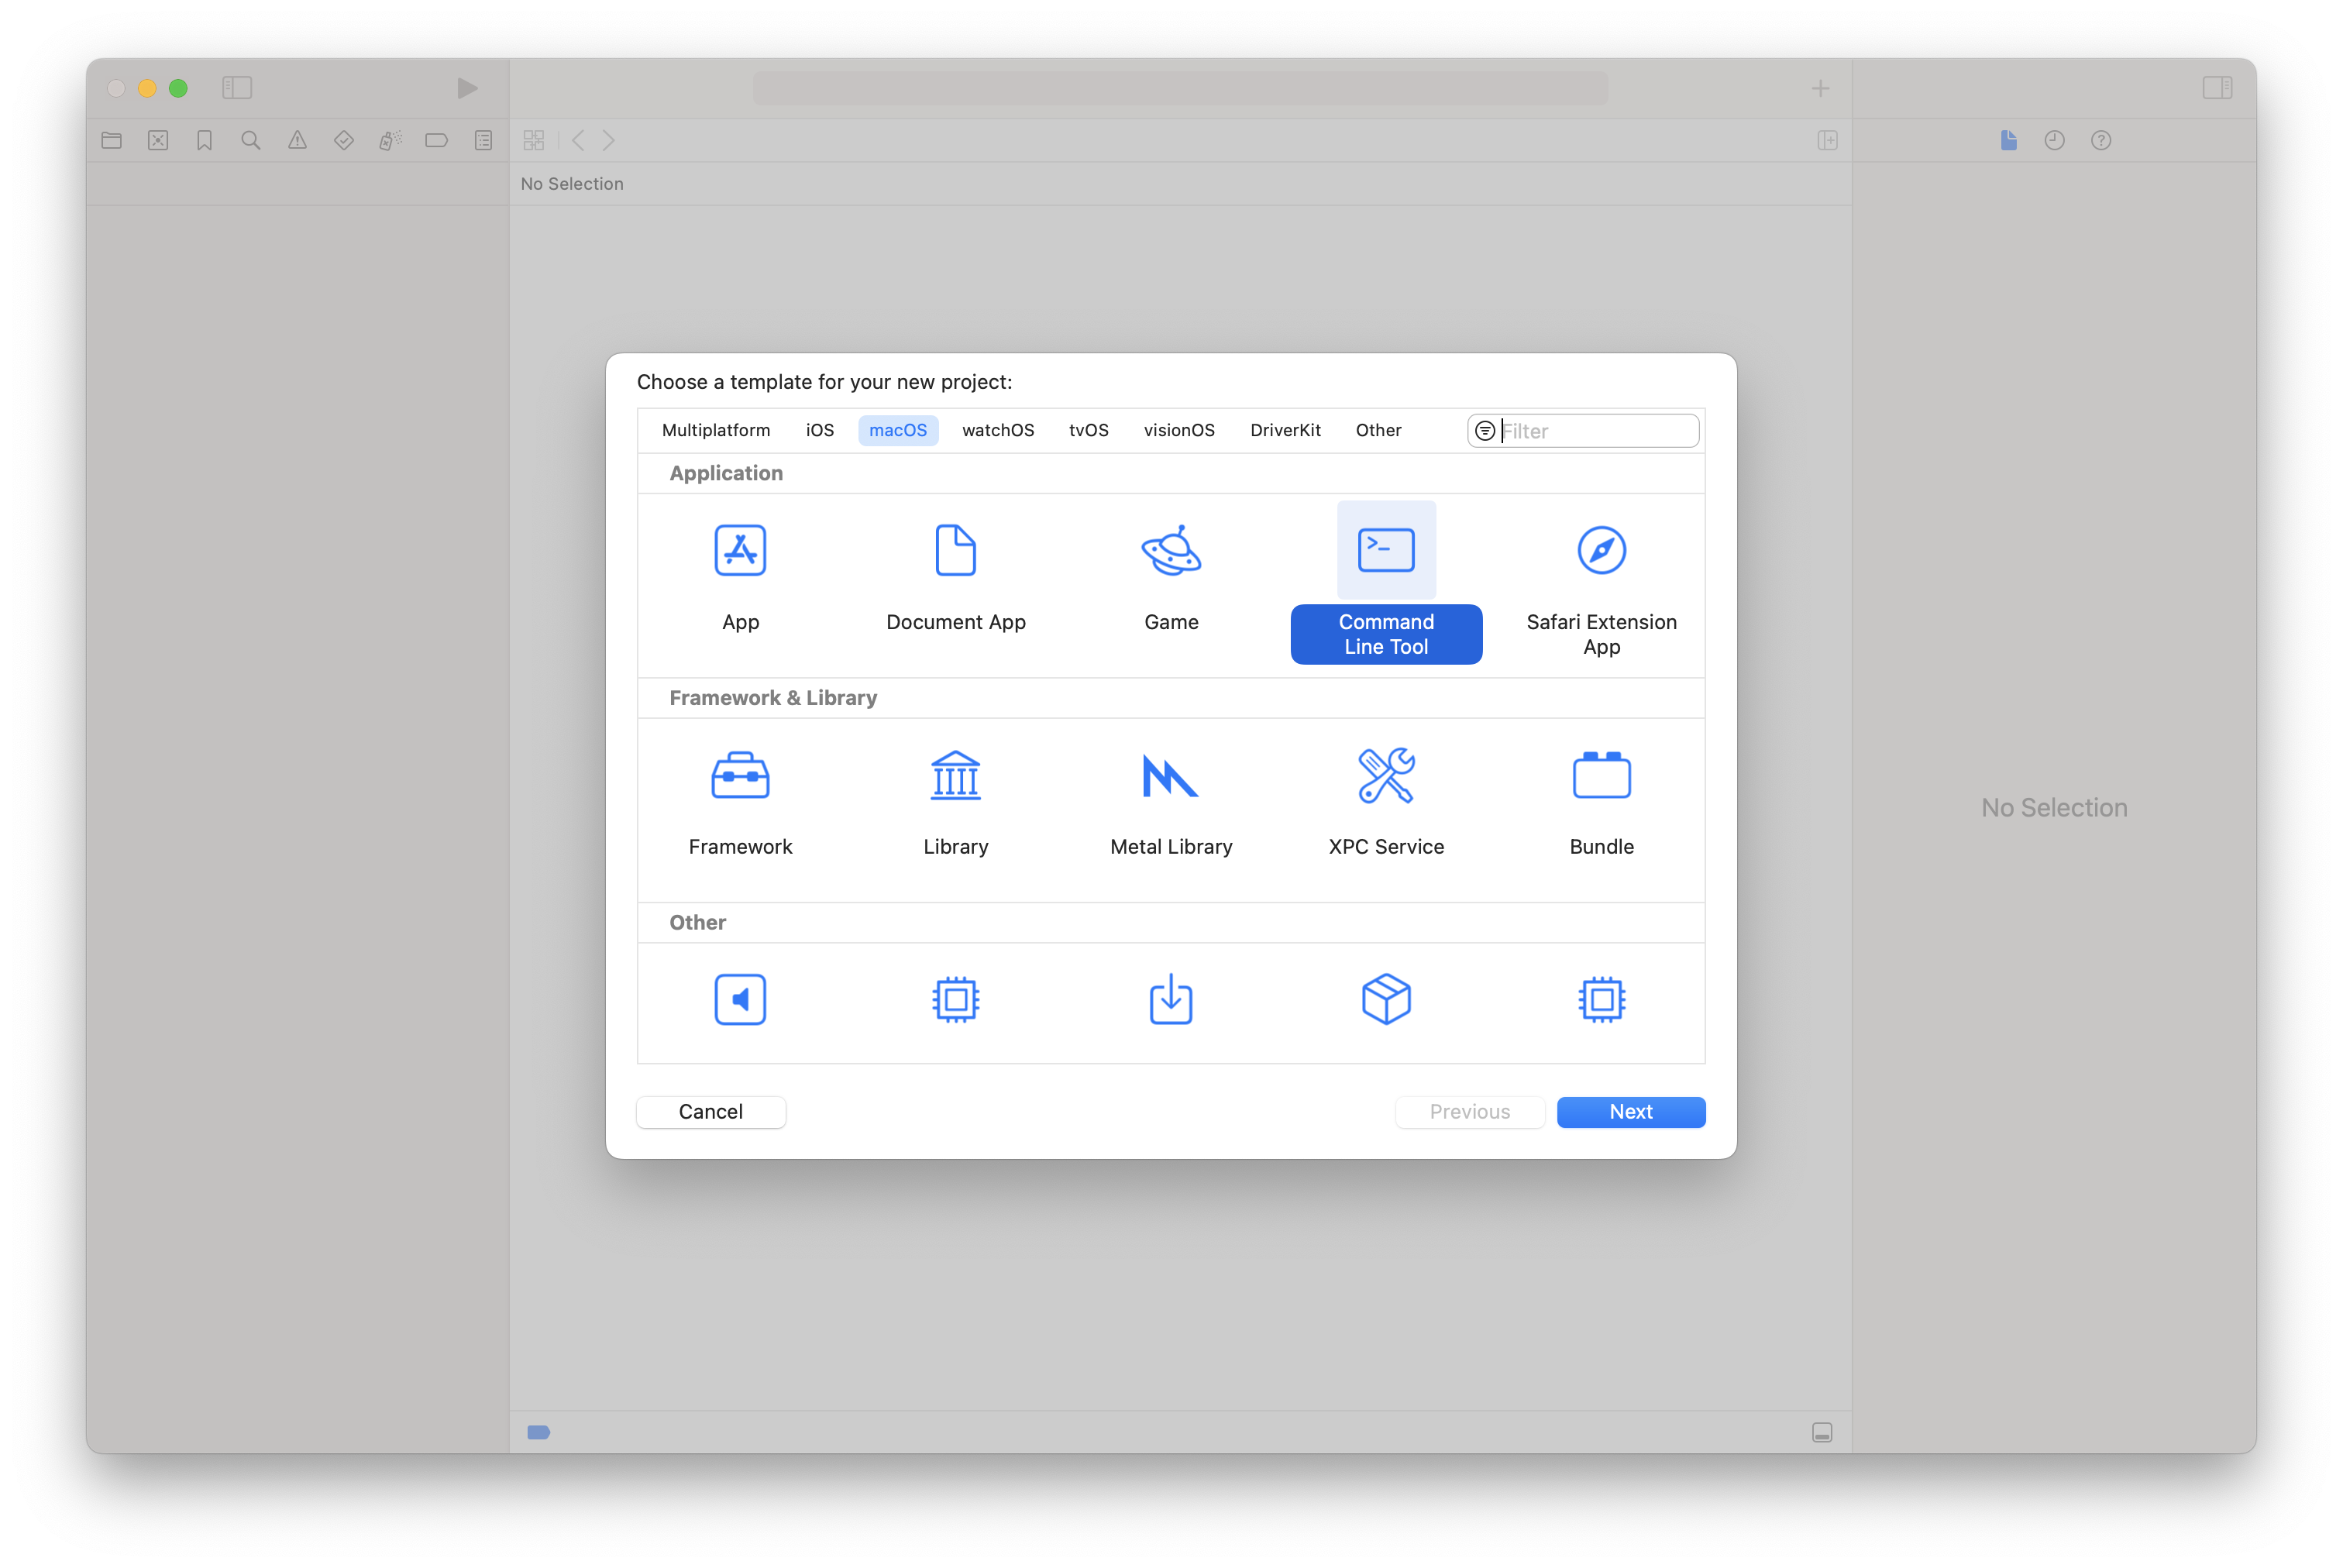 No Selection
Choose a template for your new project:
Multiplatform iOS macOS watchOS tvOS visionOS DriverKit Other Filter
Application
App Document App Game Command Line Tool Safari Extension App
Framework & Library
Framework Library Metal Library XPC Service Bundle
No Selection
Other
Cancel Previous Next